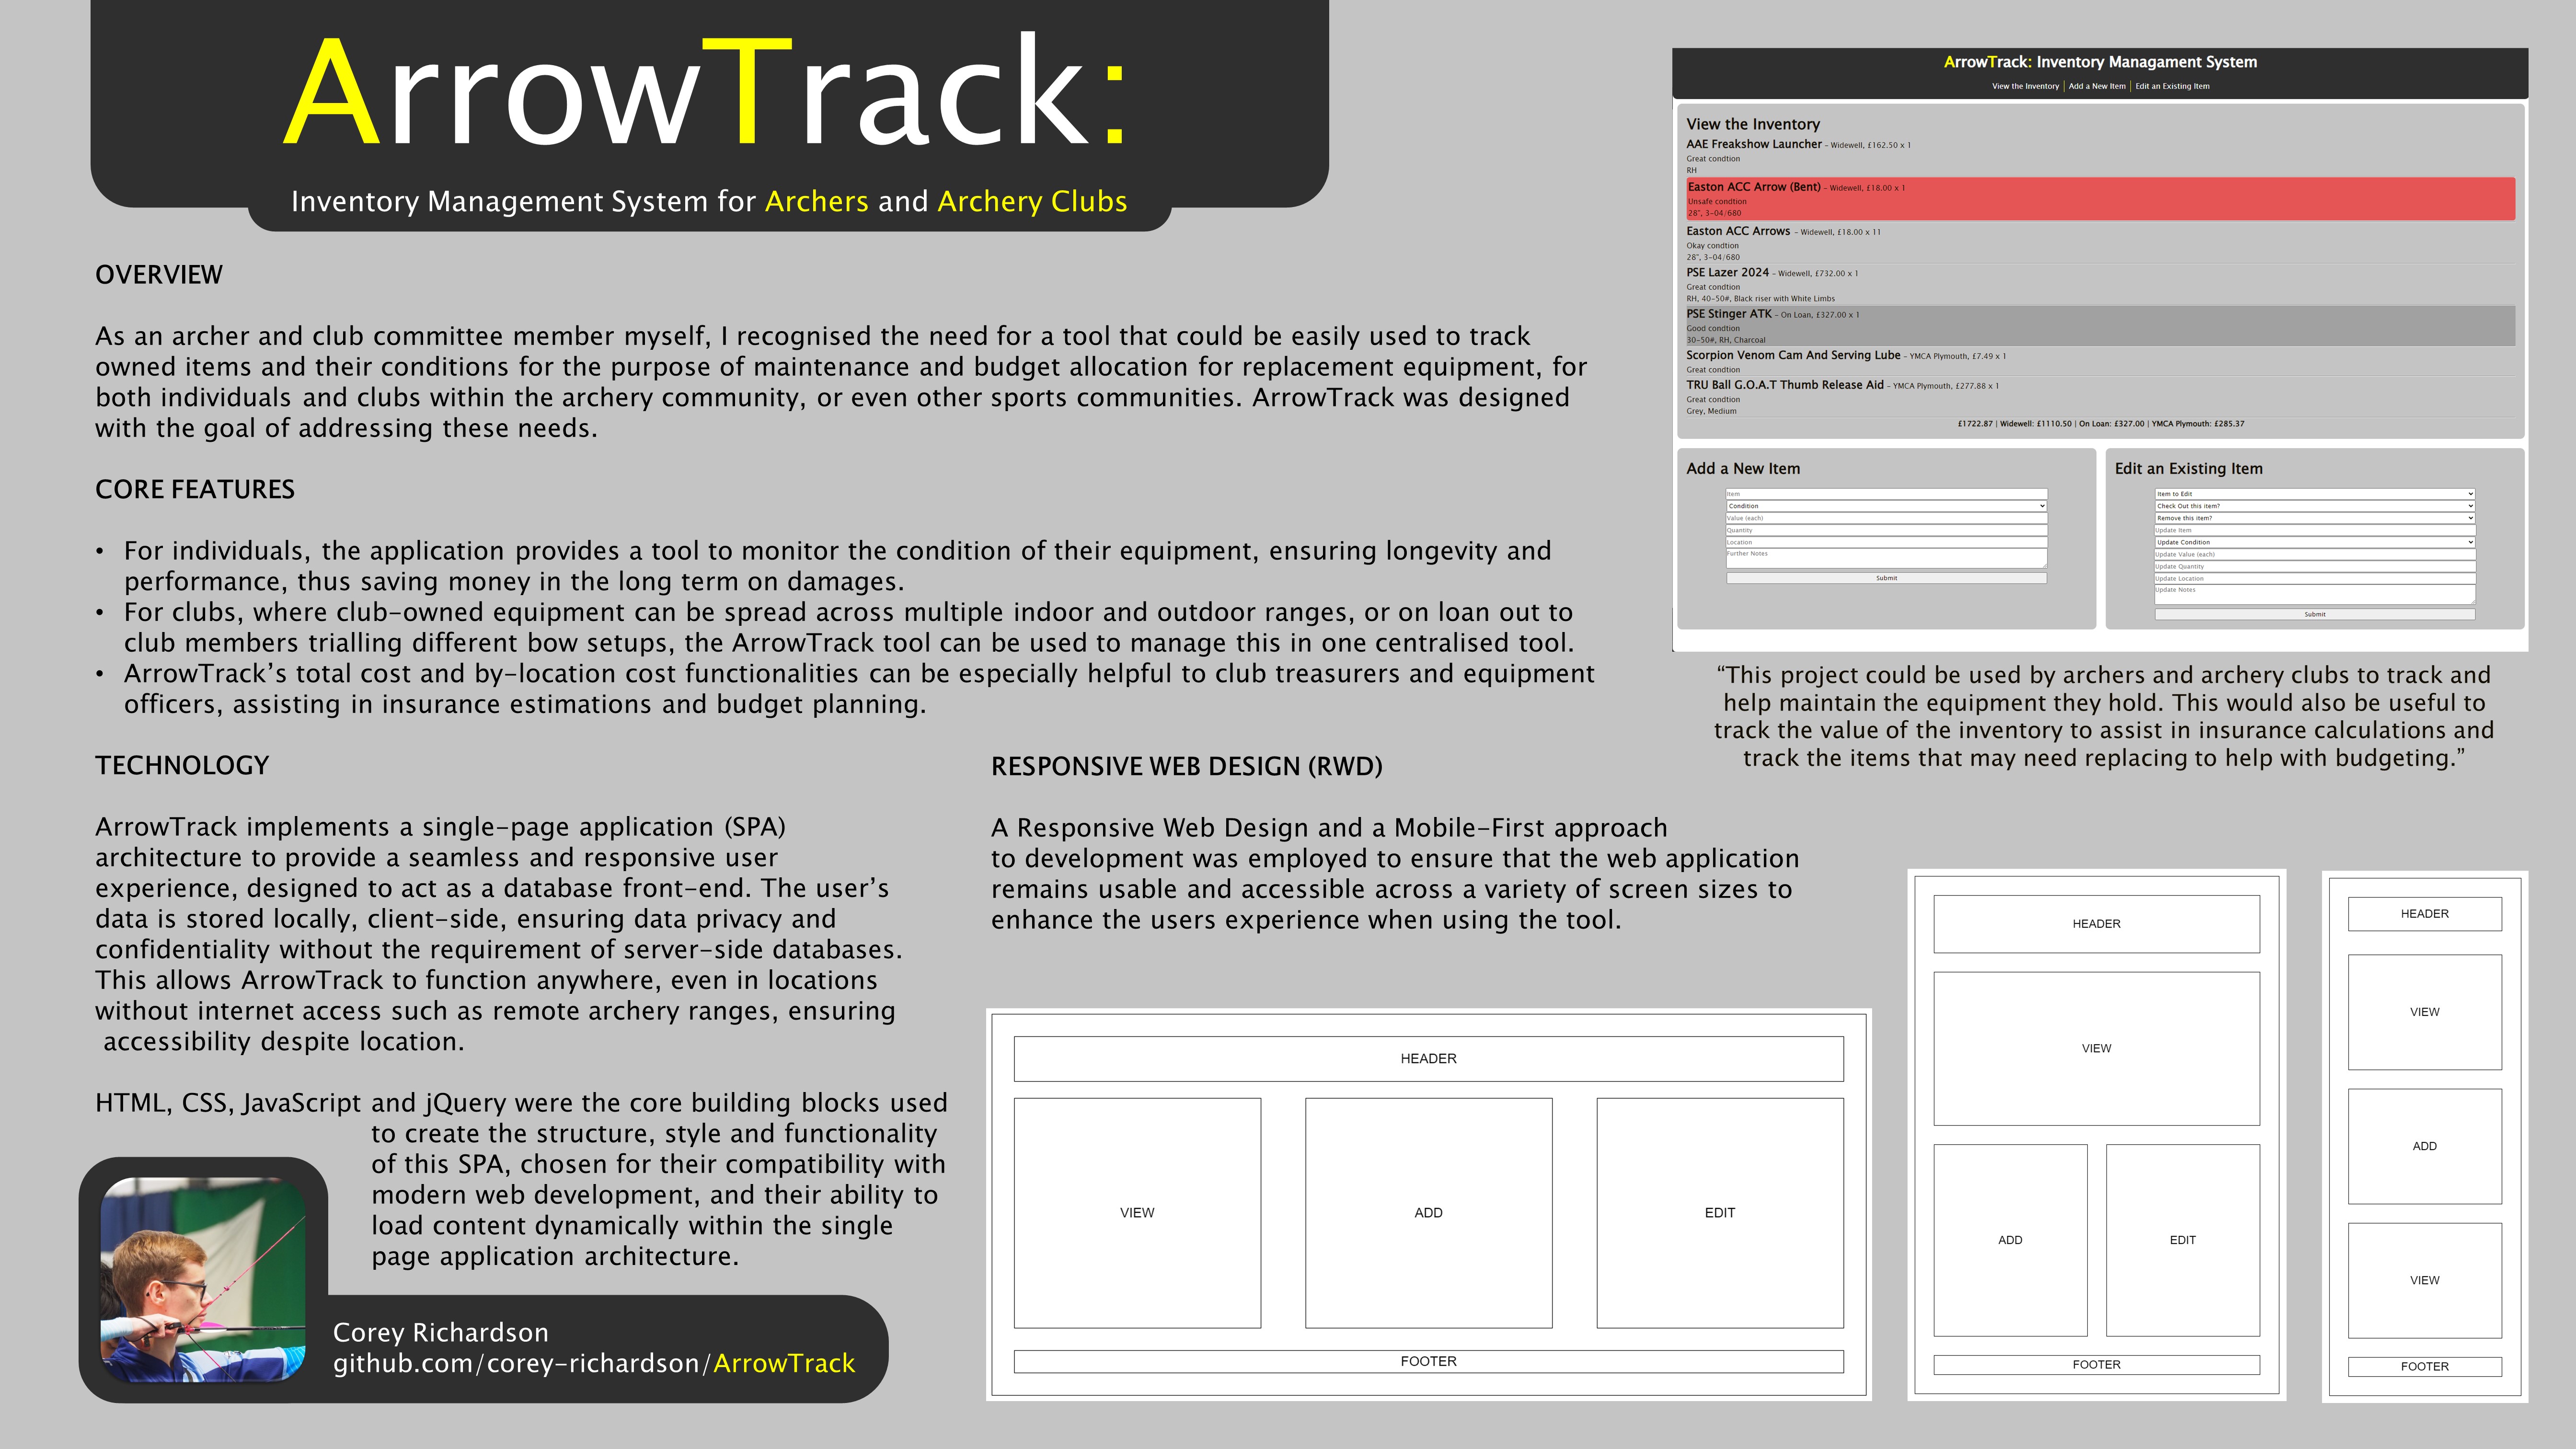 ArrowTrack:
Inventory Management System for Archers and Archery Clubs
OVERVIEW
As an archer and club committee member myself, I recognised the need for a tool that could be easily used to track
owned items and their conditions for the purpose of maintenance and budget allocation for replacement equipment, for
both individuals and clubs within the archery community, or even other sports communities. ArrowTrack was designed
with the goal of addressing these needs.
CORE FEATURES
• For individuals, the application provides a tool to monitor the condition of their equipment, ensuring longevity and
performance, thus saving money in the long term on damages.
• For clubs, where club-owned equipment can be spread across multiple indoor and outdoor ranges, or on loan out to
club members trialling different bow setups, the ArrowTrack tool can be used to manage this in one centralised tool.
• ArrowTrack’s total cost and by-location cost functionalities can be especially helpful to club treasurers and equipment
officers, assisting in insurance estimations and budget planning.
TECHNOLOGY
ArrowTrack implements a single-page application (SPA)
architecture to provide a seamless and responsive user
experience, designed to act as a database front-end. The user’s
data is stored locally, client-side, ensuring data privacy and
confidentiality without the requirement of server-side databases.
This allows ArrowTrack to function anywhere, even in locations
without internet access such as remote archery ranges, ensuring
accessibility despite location.
HTML, CSS, JavaScript and jQuery were the core building blocks used
to create the structure, style and functionality
of this SPA, chosen for their compatibility with
modern web development, and their ability to
load content dynamically within the single
page application architecture.
Corey Richardson
github.com/corey-richardson/ArrowTrack
RESPONSIVE WEB DESIGN (RWD)
A Responsive Web Design and a Mobile-First approach
to development was employed to ensure that the web application
remains usable and accessible across a variety of screen sizes to
enhance the users experience when using the tool.
HEADER
VIEW
ADD
EDIT
FOOTER
HEADER
VIEW
ADD
EDIT
FOOTER
HEADER
VIEW
ADD
VIEW
FOOTER
ArrowTrack: Inventory Managament System
View the Inventory | Add a New Item | Edit an Existing Item
View the Inventory
AAE Freakshow Launcher - Widewell, £162.50 x 1
Great condtion
RH
Easton ACC Arrow (Bent) - Widewell, £18.00 x 1
Unsafe condtion
28", 3-04/680
Easton ACC Arrows - Widewell, £18.00 x 11
Okay condtion
28", 3-04/680
PSE Lazer 2024 - Widewell, £732.00 x 1
Great condtion
RH, 40-50#, Black riser with White Limbs
PSE Stinger ATK - On Loan, £327.00 x 1
Good condtion
30-50#, RH, Charcoal
Scorpion Venom Cam And Serving Lube - YMCA Plymouth, £7.49 x 1
Great condtion
TRU Ball G.O.A.T Thumb Release Aid - YMCA Plymouth, £277.88 x 1
Great condtion
Grey, Medium
£1722.87 | Widewell: £1110.50 | On Loan: £327.00 | YMCA Plymouth: £285.37
Add a New Item
Item
Condition
Value (each)
Quantity
Location
Further Notes
Submit
Edit an Existing Item
Item to Edit
Check Out this item?
Remove this item?
Update Item
Update Condition
Update Value (each)
Update Quantity
Update Location
Update Notes
Submit
“This project could be used by archers and archery clubs to track and
help maintain the equipment they hold. This would also be useful to
track the value of the inventory to assist in insurance calculations and
track the items that may need replacing to help with budgeting.”